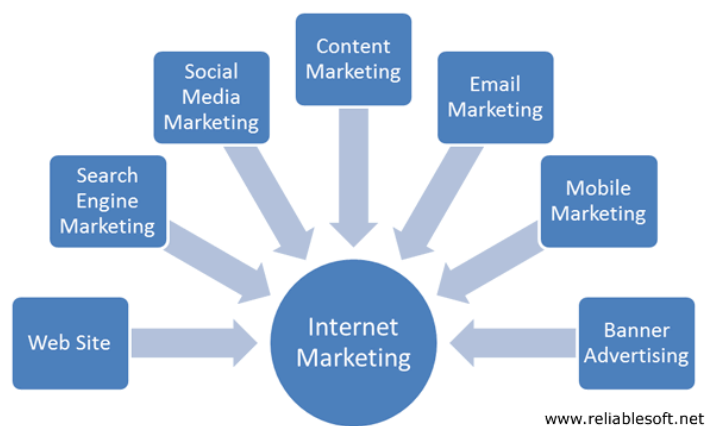 Content
Marketing
Social
Media
Marketing
Email
Marketing
Search
Engine
Marketing
Mobile
Marketing
Web Site
Internet
Marketing
Banner
Advertising
www.reliablesoft.net